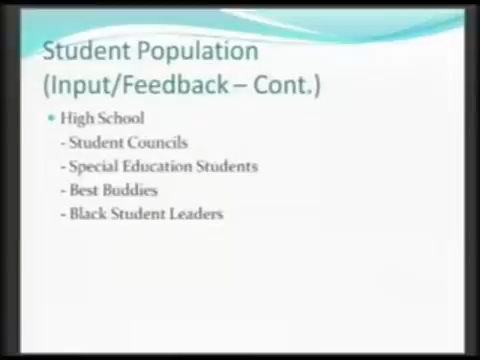 Student Population
(Input/Feedback – Cont.)
• High School
- Student Councils
- Special Education Students
- Best Buddies
- Black Student Leaders